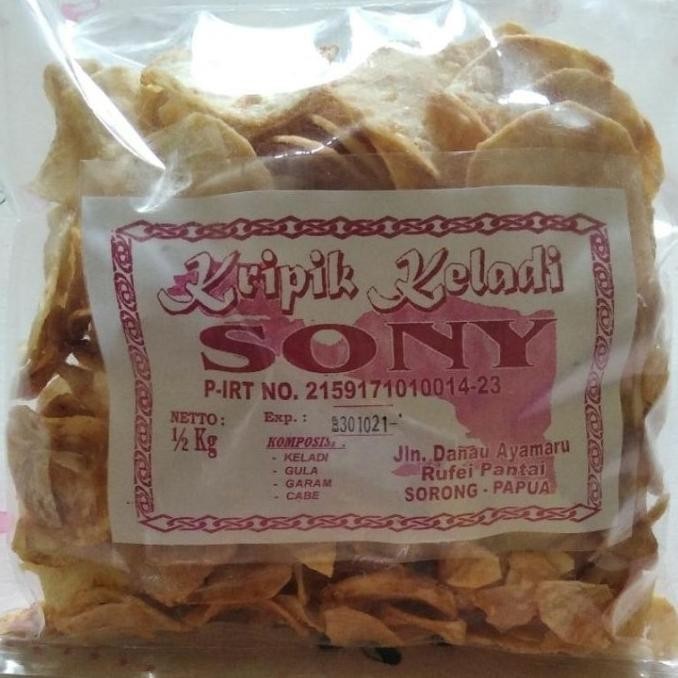 Kripik Keladi
SONY
P-IRT NO. 2159171010014-23
NETTO :
½ Kg
Exp. : 301021-
KOMPOSISI :
- KELADI
- GULA
- GARAM
- CABE
Jln. Danau Ayamaru
Rufei Pantai
SORONG - PAPUA